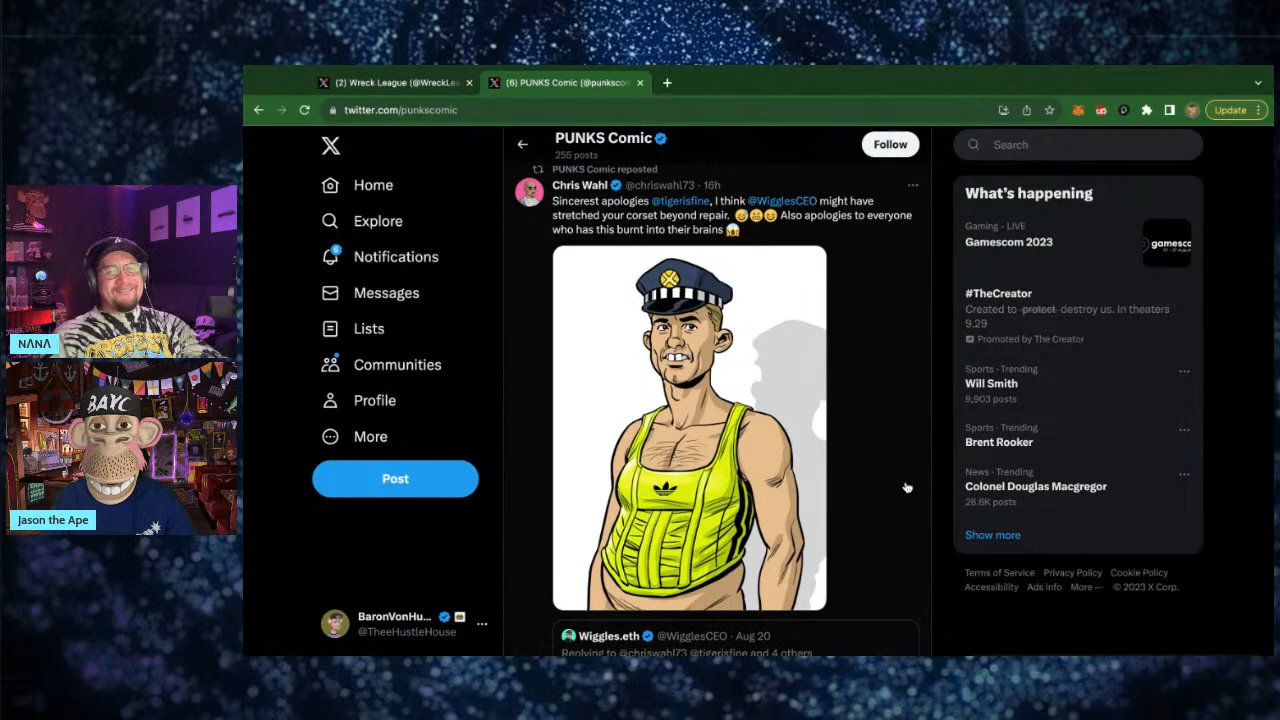 (2) Wreck League (@WreckLea
(6) PUNKS Comic (@punkscon
twitter.com/punkscomic
Update
PUNKS Comic
255 posts
Follow
Search
Home
Explore
6
Notifications
Messages
Lists
Communities
Profile
More
Post
BaronVonHu...
@TheeHustleHouse
PUNKS Comic reposted
Chris Wahl @chriswahl73 · 16h
Sincerest apologies @tigerisfine, I think @WigglesCEO might have
stretched your corset beyond repair. 😅😂😄 Also apologies to everyone
who has this burnt into their brains 😱
Wiggles.eth @WigglesCEO · Aug 20
Replying to @chriswahl73 @tigerisfine and 4 others
What's happening
Gaming · LIVE
Gamescom 2023
gamesco
#TheCreator
Created to protect destroy us. In theaters
9.29
Promoted by The Creator
Sports · Trending
Will Smith
9,903 posts
Sports · Trending
Brent Rooker
News · Trending
Colonel Douglas Macgregor
26.6K posts
Show more
Terms of Service Privacy Policy Cookie Policy
Accessibility Ads info More ··· © 2023 X Corp.
NΛNΛ
BAYC
Jason the Ape